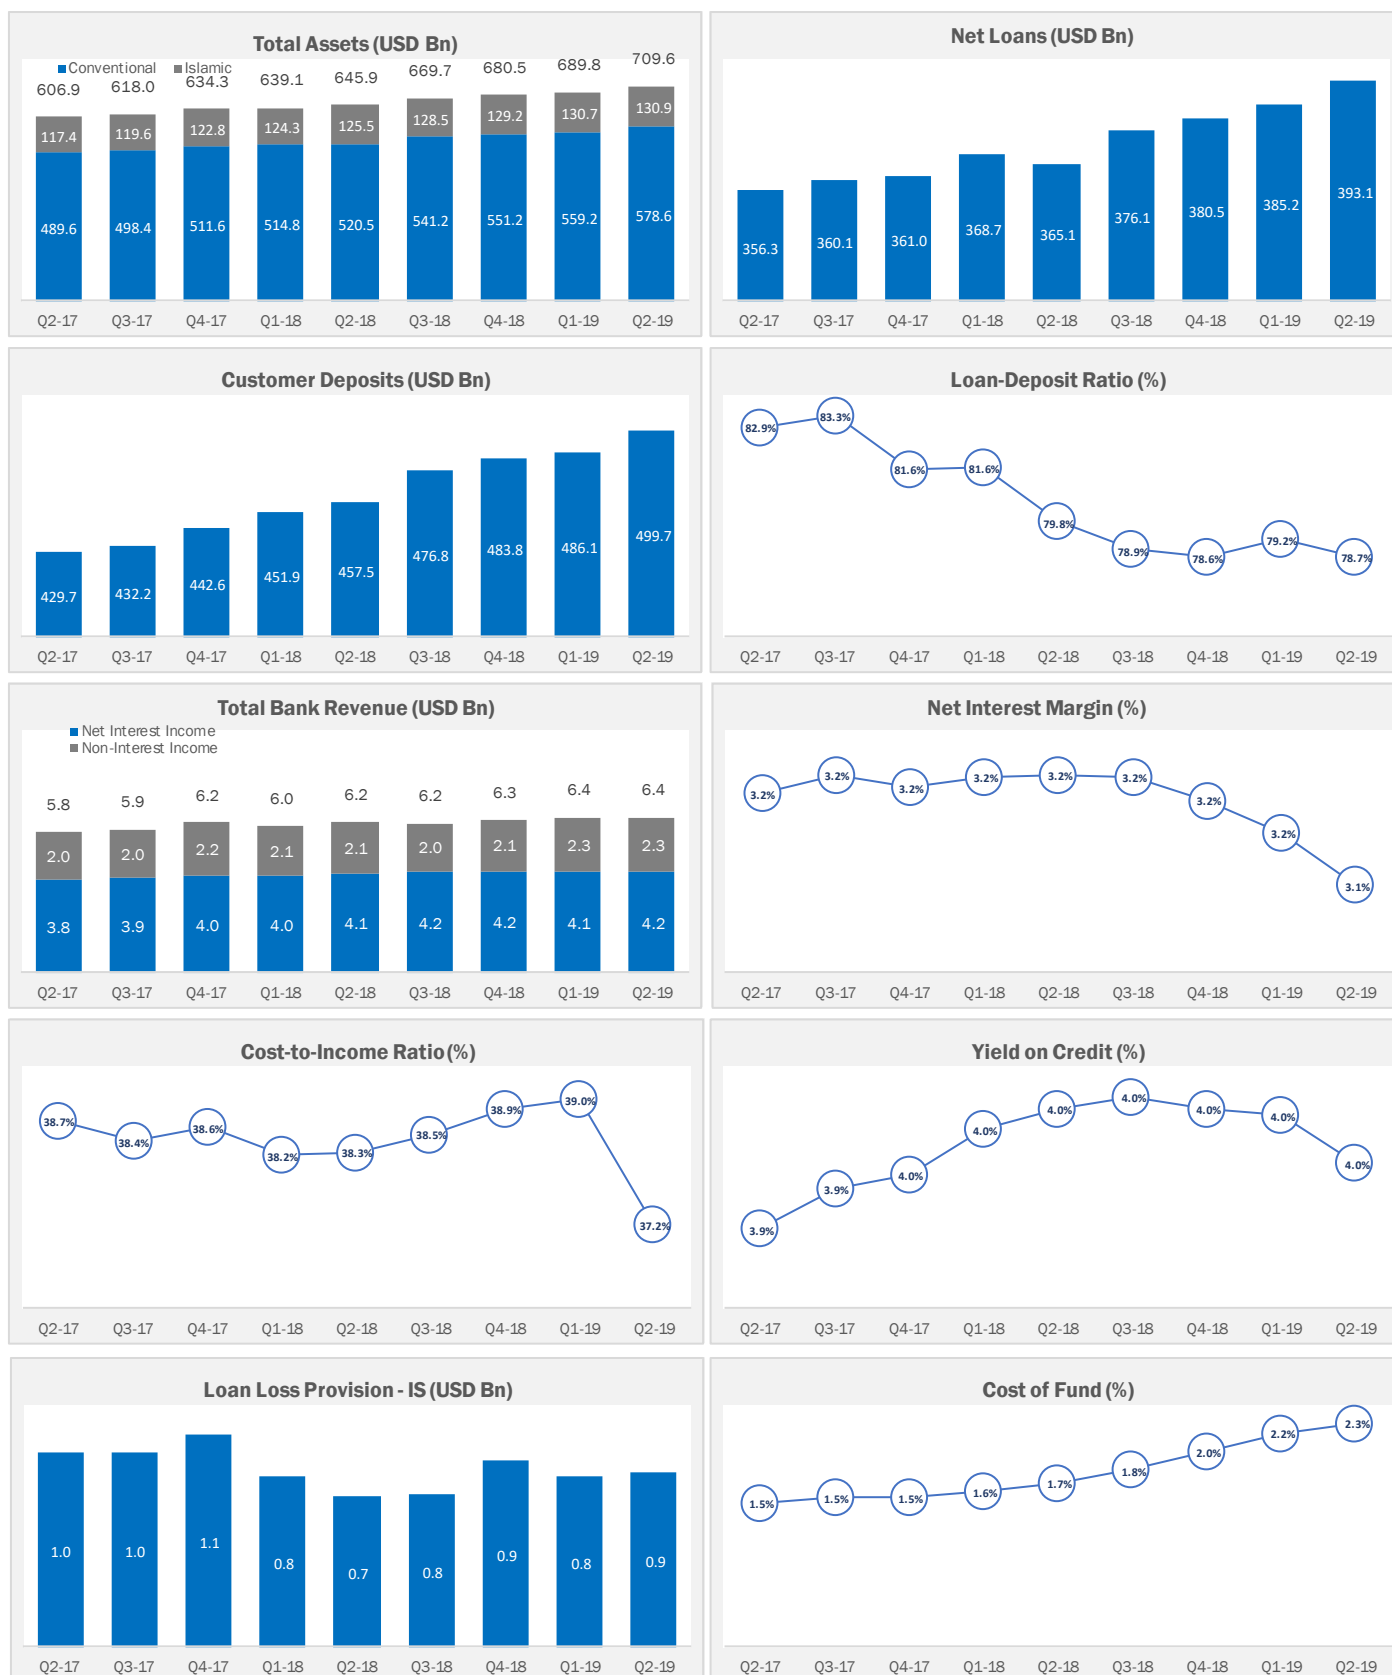 Total Assets (USD Bn)
Conventional Islamic
606.9 618.0 634.3 639.1 645.9 669.7 680.5 689.8 709.6
117.4 119.6 122.8 124.3 125.5 128.5 129.2 130.7 130.9
489.6 498.4 511.6 514.8 520.5 541.2 551.2 559.2 578.6
Q2-17 Q3-17 Q4-17 Q1-18 Q2-18 Q3-18 Q4-18 Q1-19 Q2-19
Net Loans (USD Bn)
356.3 360.1 361.0 368.7 365.1 376.1 380.5 385.2 393.1
Q2-17 Q3-17 Q4-17 Q1-18 Q2-18 Q3-18 Q4-18 Q1-19 Q2-19
Customer Deposits (USD Bn)
429.7 432.2 442.6 451.9 457.5 476.8 483.8 486.1 499.7
Q2-17 Q3-17 Q4-17 Q1-18 Q2-18 Q3-18 Q4-18 Q1-19 Q2-19
Loan-Deposit Ratio (%)
82.9% 83.3% 81.6% 81.6% 79.8% 78.9% 78.6% 79.2% 78.7%
Q2-17 Q3-17 Q4-17 Q1-18 Q2-18 Q3-18 Q4-18 Q1-19 Q2-19
Total Bank Revenue (USD Bn)
Net Interest Income
Non-Interest Income
5.8 5.9 6.2 6.0 6.2 6.2 6.3 6.4 6.4
2.0 2.0 2.2 2.1 2.1 2.0 2.1 2.3 2.3
3.8 3.9 4.0 4.0 4.1 4.2 4.2 4.1 4.2
Q2-17 Q3-17 Q4-17 Q1-18 Q2-18 Q3-18 Q4-18 Q1-19 Q2-19
Net Interest Margin (%)
3.2% 3.2% 3.2% 3.2% 3.2% 3.2% 3.2% 3.2% 3.1%
Q2-17 Q3-17 Q4-17 Q1-18 Q2-18 Q3-18 Q4-18 Q1-19 Q2-19
Cost-to-Income Ratio (%)
38.7% 38.4% 38.6% 38.2% 38.3% 38.5% 38.9% 39.0% 37.2%
Q2-17 Q3-17 Q4-17 Q1-18 Q2-18 Q3-18 Q4-18 Q1-19 Q2-19
Yield on Credit (%)
3.9% 3.9% 4.0% 4.0% 4.0% 4.0% 4.0% 4.0% 4.0%
Q2-17 Q3-17 Q4-17 Q1-18 Q2-18 Q3-18 Q4-18 Q1-19 Q2-19
Loan Loss Provision - IS (USD Bn)
1.0 1.0 1.1 0.8 0.7 0.8 0.9 0.8 0.9
Q2-17 Q3-17 Q4-17 Q1-18 Q2-18 Q3-18 Q4-18 Q1-19 Q2-19
Cost of Fund (%)
1.5% 1.5% 1.5% 1.6% 1.7% 1.8% 2.0% 2.2% 2.3%
Q2-17 Q3-17 Q4-17 Q1-18 Q2-18 Q3-18 Q4-18 Q1-19 Q2-19